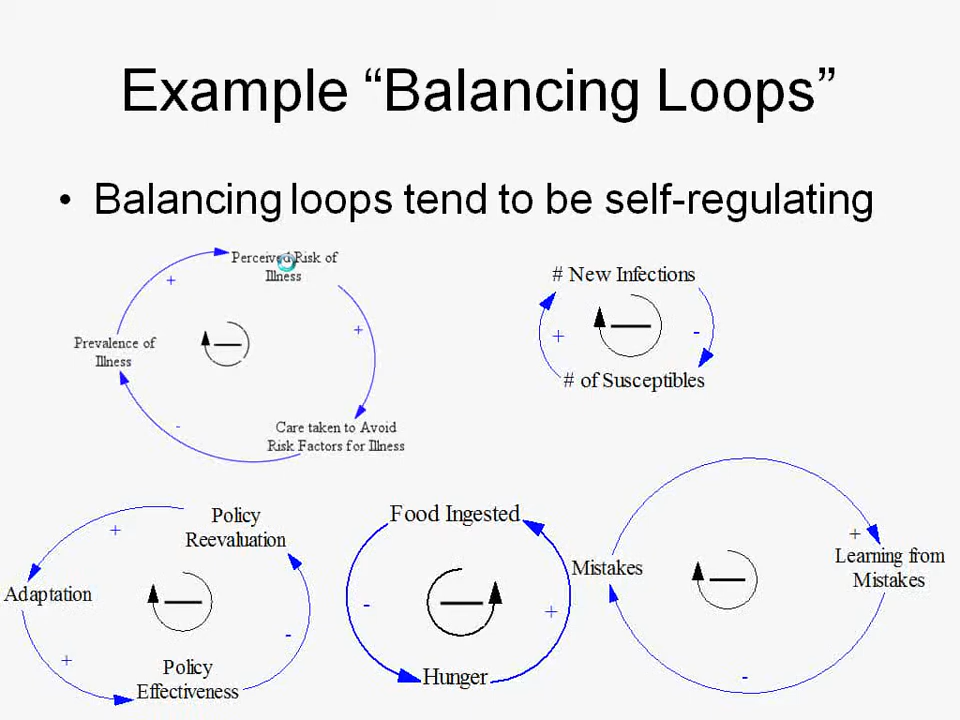 Example “Balancing Loops”
• Balancing loops tend to be self-regulating
Perceived Risk of
Illness
+
+
Prevalence of
Illness
Care taken to Avoid
Risk Factors for Illness
-
# New Infections
+
-
# of Susceptibles
Policy
Reevaluation
+
Adaptation
+
-
Policy
Effectiveness
Food Ingested
-
+
Hunger
Mistakes
+
Learning from
Mistakes
-